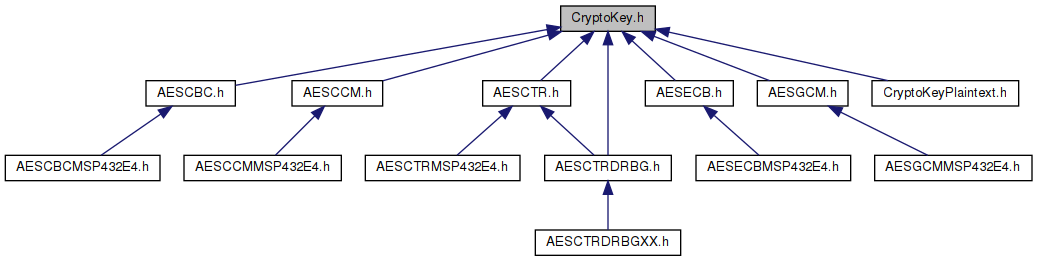 CryptoKey.h
AESCBC.h
AESCCM.h
AESCTR.h
AESECB.h
AESGCM.h
CryptoKeyPlaintext.h
AESCBCMSP432E4.h
AESCCMMSP432E4.h
AESCTRMSP432E4.h
AESCTRDRBG.h
AESECBMSP432E4.h
AESGCMMSP432E4.h
AESCTRDRBGXX.h